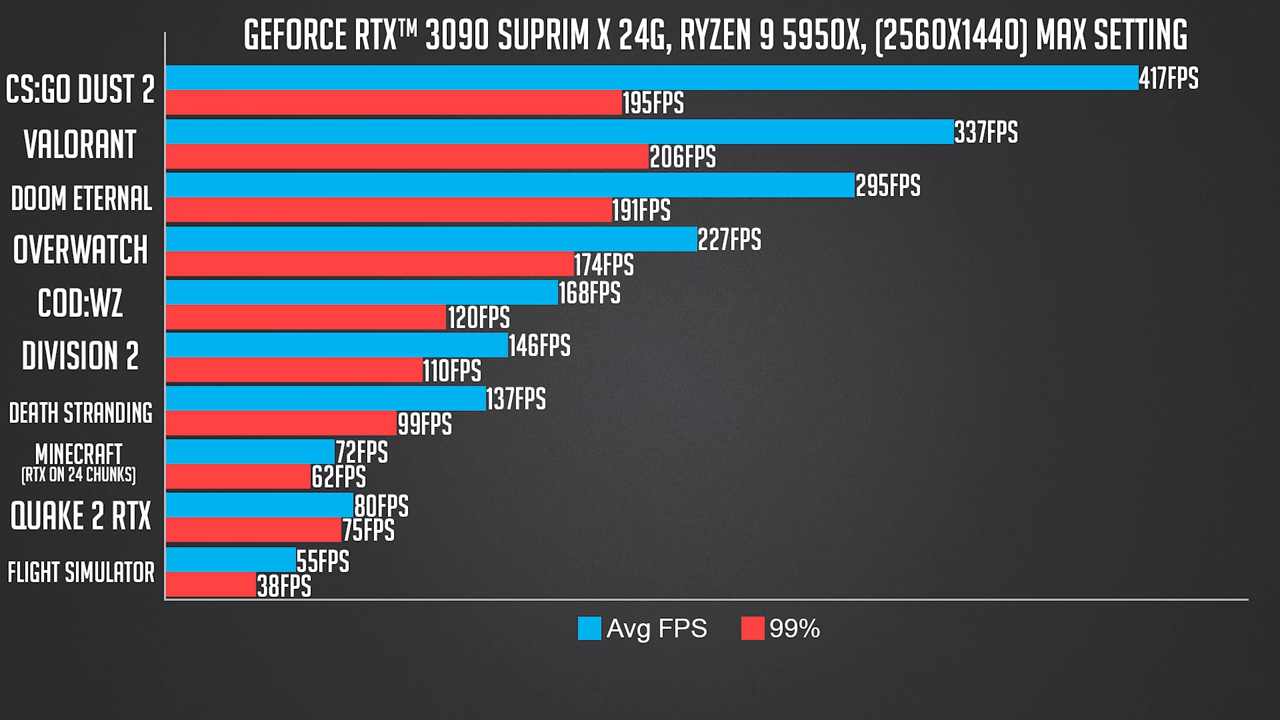 GEFORCE RTX™ 3090 SUPRIM X 24G, RYZEN 9 5950X, (2560X1440) MAX SETTING
CS:GO DUST 2
417FPS
195FPS
VALORANT
337FPS
206FPS
DOOM ETERNAL
295FPS
191FPS
OVERWATCH
227FPS
174FPS
COD:WZ
168FPS
120FPS
DIVISION 2
146FPS
110FPS
DEATH STRANDING
137FPS
99FPS
MINECRAFT
(RTX ON 24 CHUNKS)
72FPS
62FPS
QUAKE 2 RTX
80FPS
75FPS
FLIGHT SIMULATOR
55FPS
38FPS
Avg FPS
99%